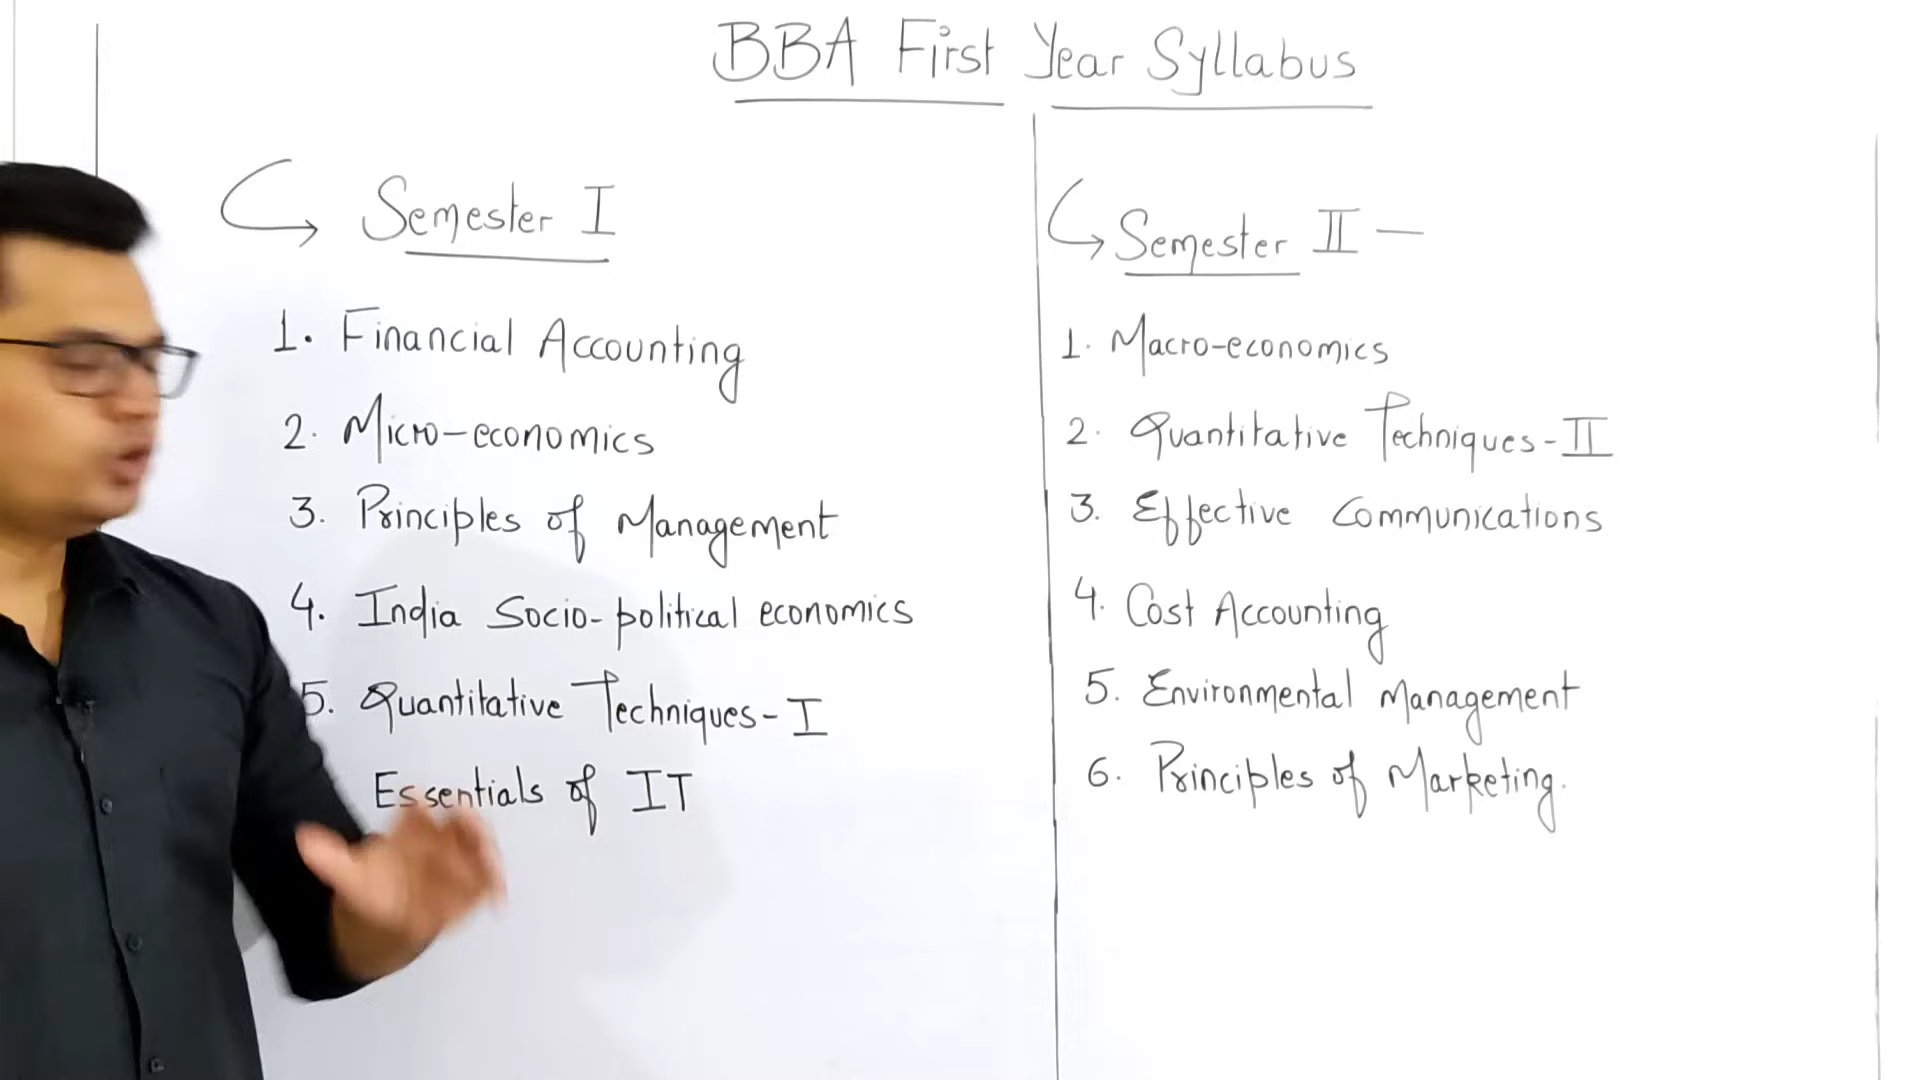 BBA First Year Syllabus
Semester I
1. Financial Accounting
2. Micro-economics
3. Principles of Management
4. India Socio-political economics
5. Quantitative Techniques-I
Essentials of IT
Semester II —
1. Macro-economics
2. Quantitative Techniques-II
3. Effective Communications
4. Cost Accounting
5. Environmental Management
6. Principles of Marketing.